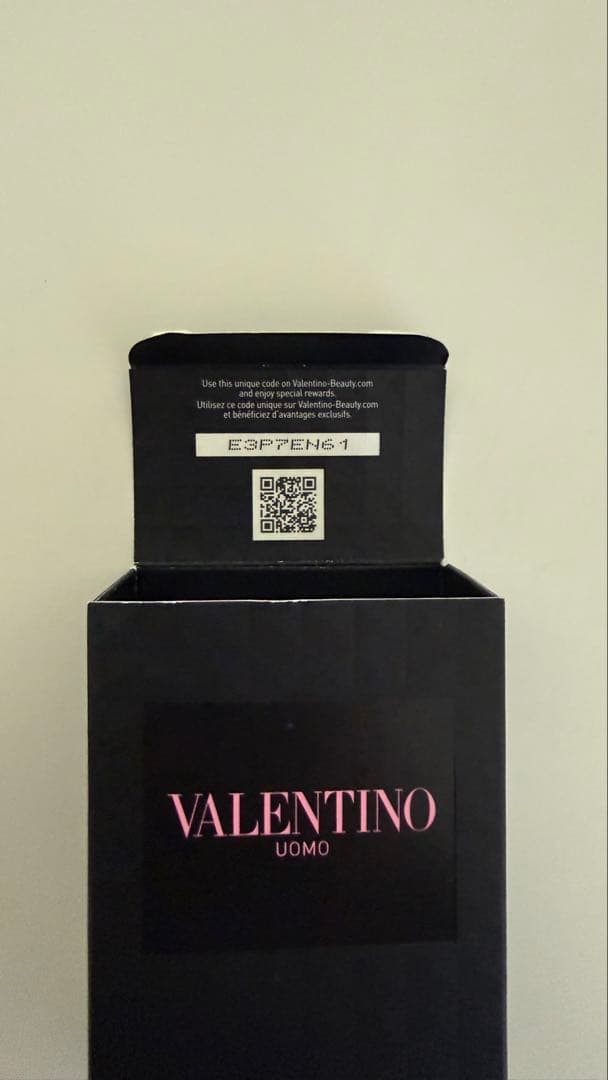 Use this unique code on Valentino-Beauty.com
and enjoy special rewards.
Utilisez ce code unique sur Valentino-Beauty.com
et bénéficiez d'avantages exclusifs.
E3P7EN61
VALENTINO
UOMO